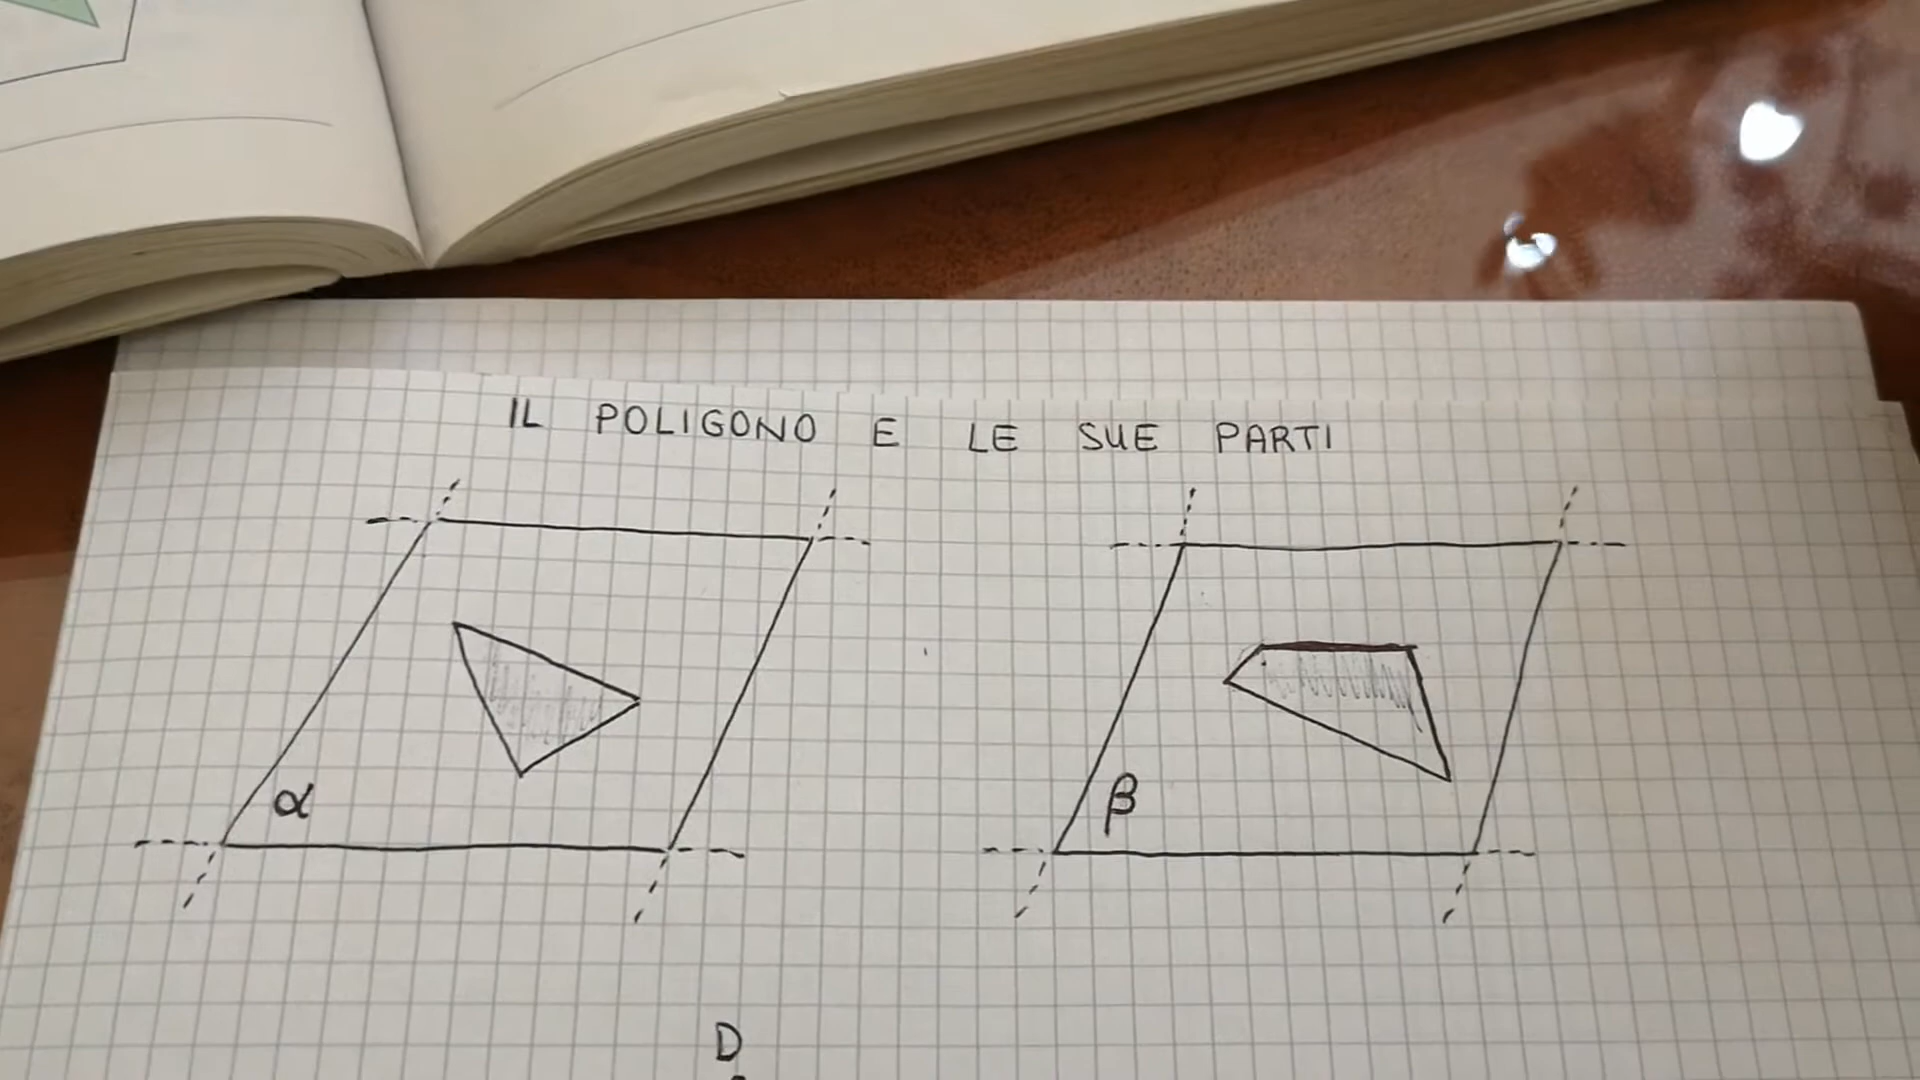 IL POLIGONO E LE SUE PARTI
α
β
D